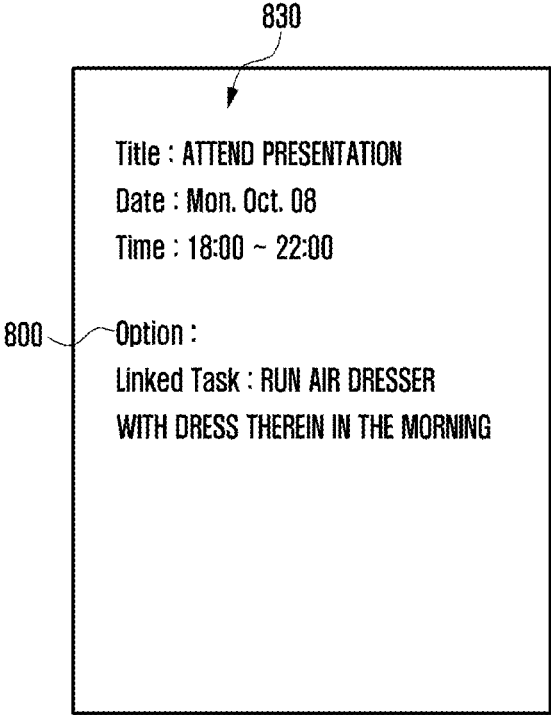 830
Title : ATTEND PRESENTATION
Date : Mon. Oct. 08
Time : 18:00 ~ 22:00
800
Option :
Linked Task : RUN AIR DRESSER
WITH DRESS THEREIN IN THE MORNING